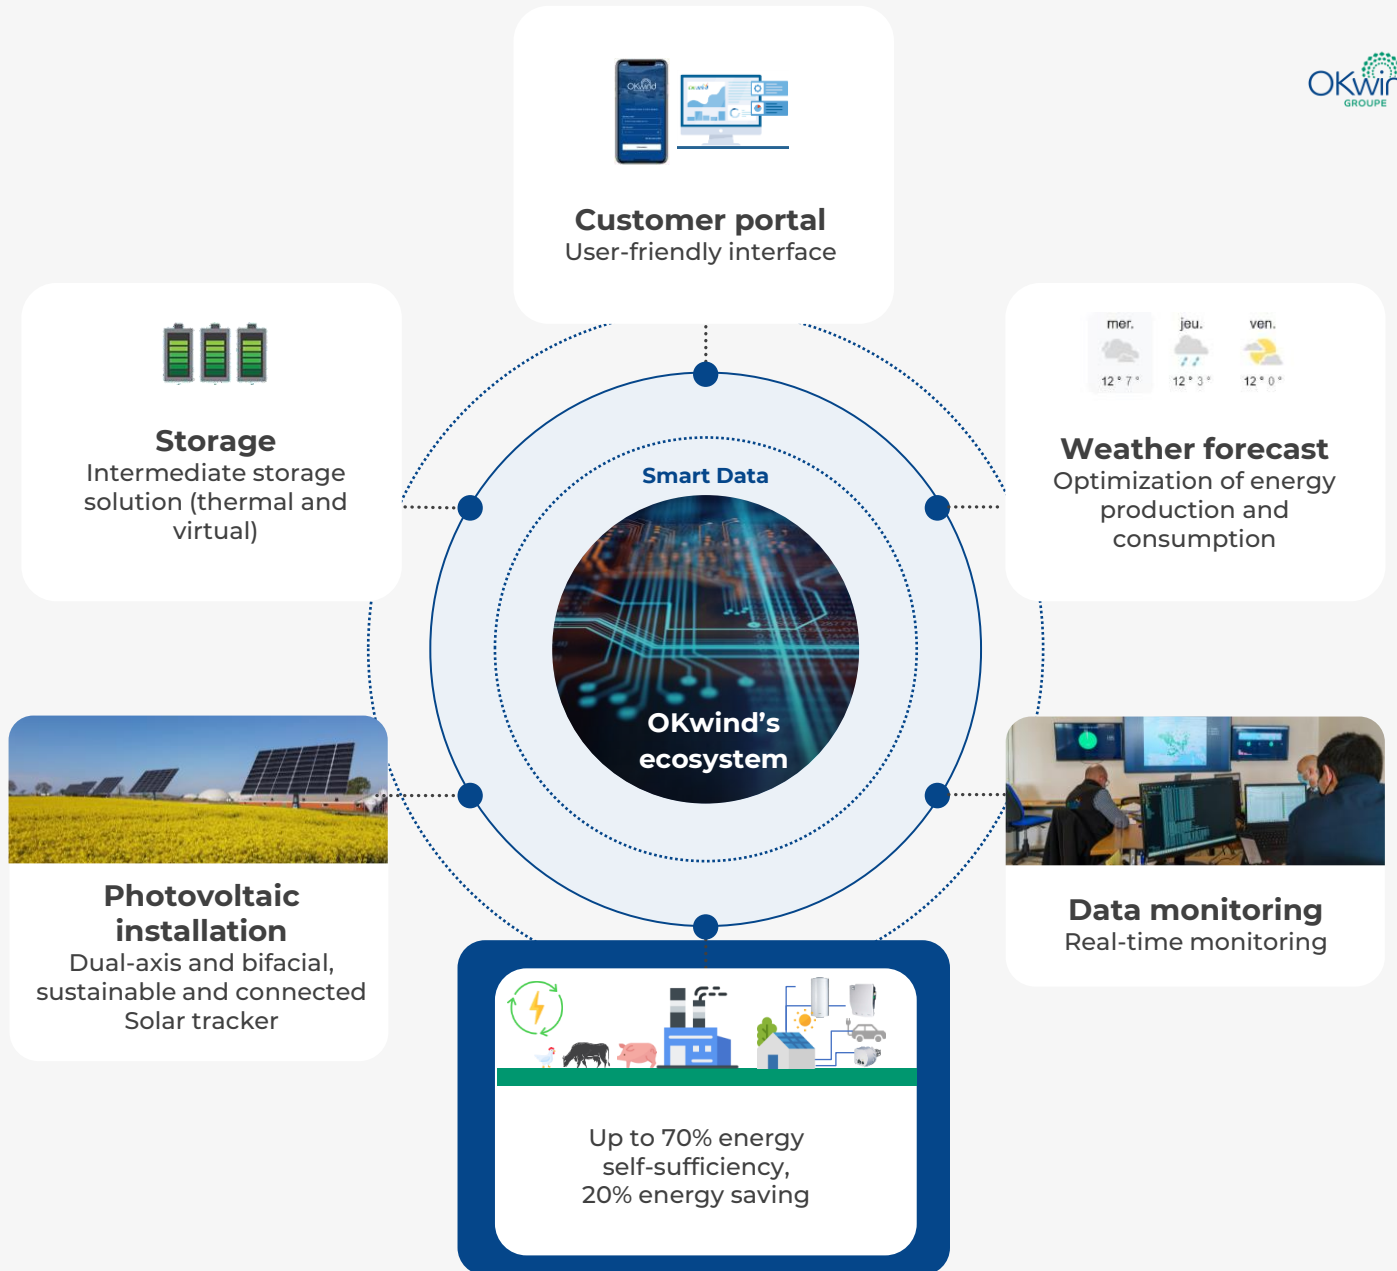 OKwind
Customer portal
User-friendly interface
OKwin
GROUPE
Storage
Intermediate storage
solution (thermal and
virtual)
mer. jeu. ven.
12° 7° 12° 3° 12° 0°
Weather forecast
Optimization of energy
production and
consumption
Smart Data
OKwind’s
ecosystem
Photovoltaic
installation
Dual-axis and bifacial,
sustainable and connected
Solar tracker
Data monitoring
Real-time monitoring
Up to 70% energy
self-sufficiency,
20% energy saving